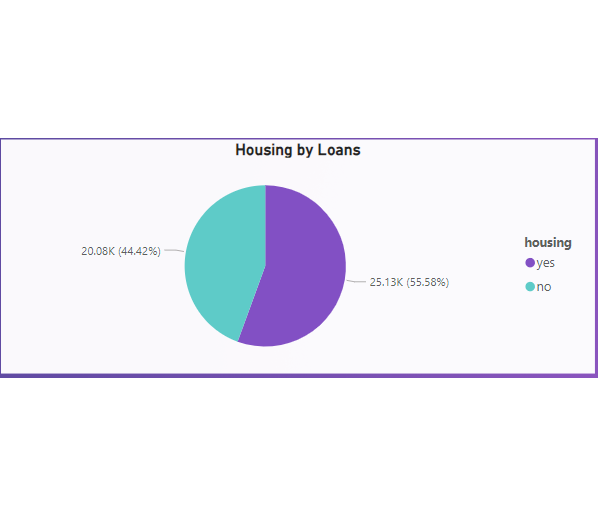 Housing by Loans
20.08K (44.42%)
25.13K (55.58%)
housing
yes
no